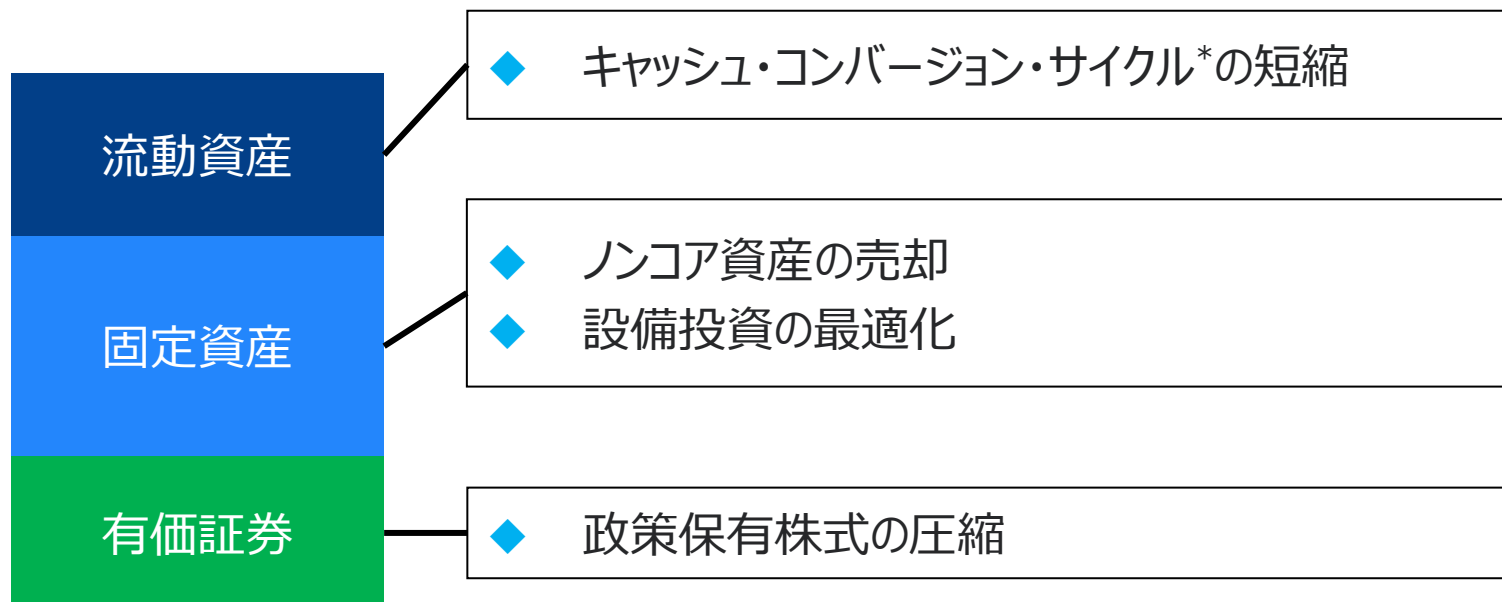 流動資産
◆ キャッシュ・コンバージョン・サイクル*の短縮
固定資産
◆ ノンコア資産の売却
◆ 設備投資の最適化
有価証券
◆ 政策保有株式の圧縮